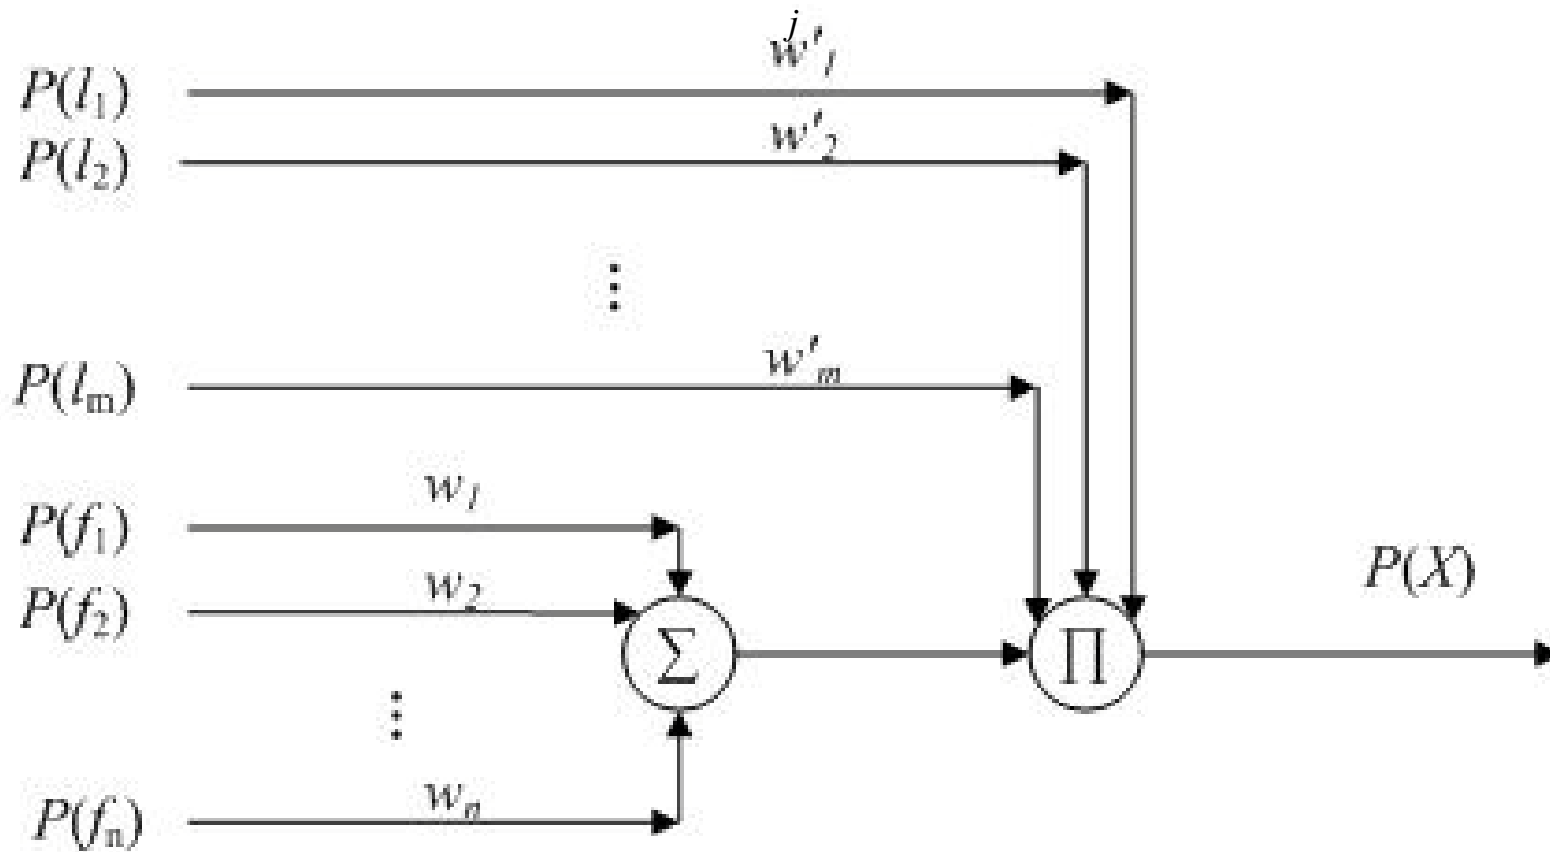 j
w'₁
P(l₁)
w'₂
P(l₂)
⋮
w'ₘ
P(lₘ)
w₁
P(f₁)
w₂
P(f₂)
P(X)
Σ
∏
⋮
wₙ
P(fₙ)